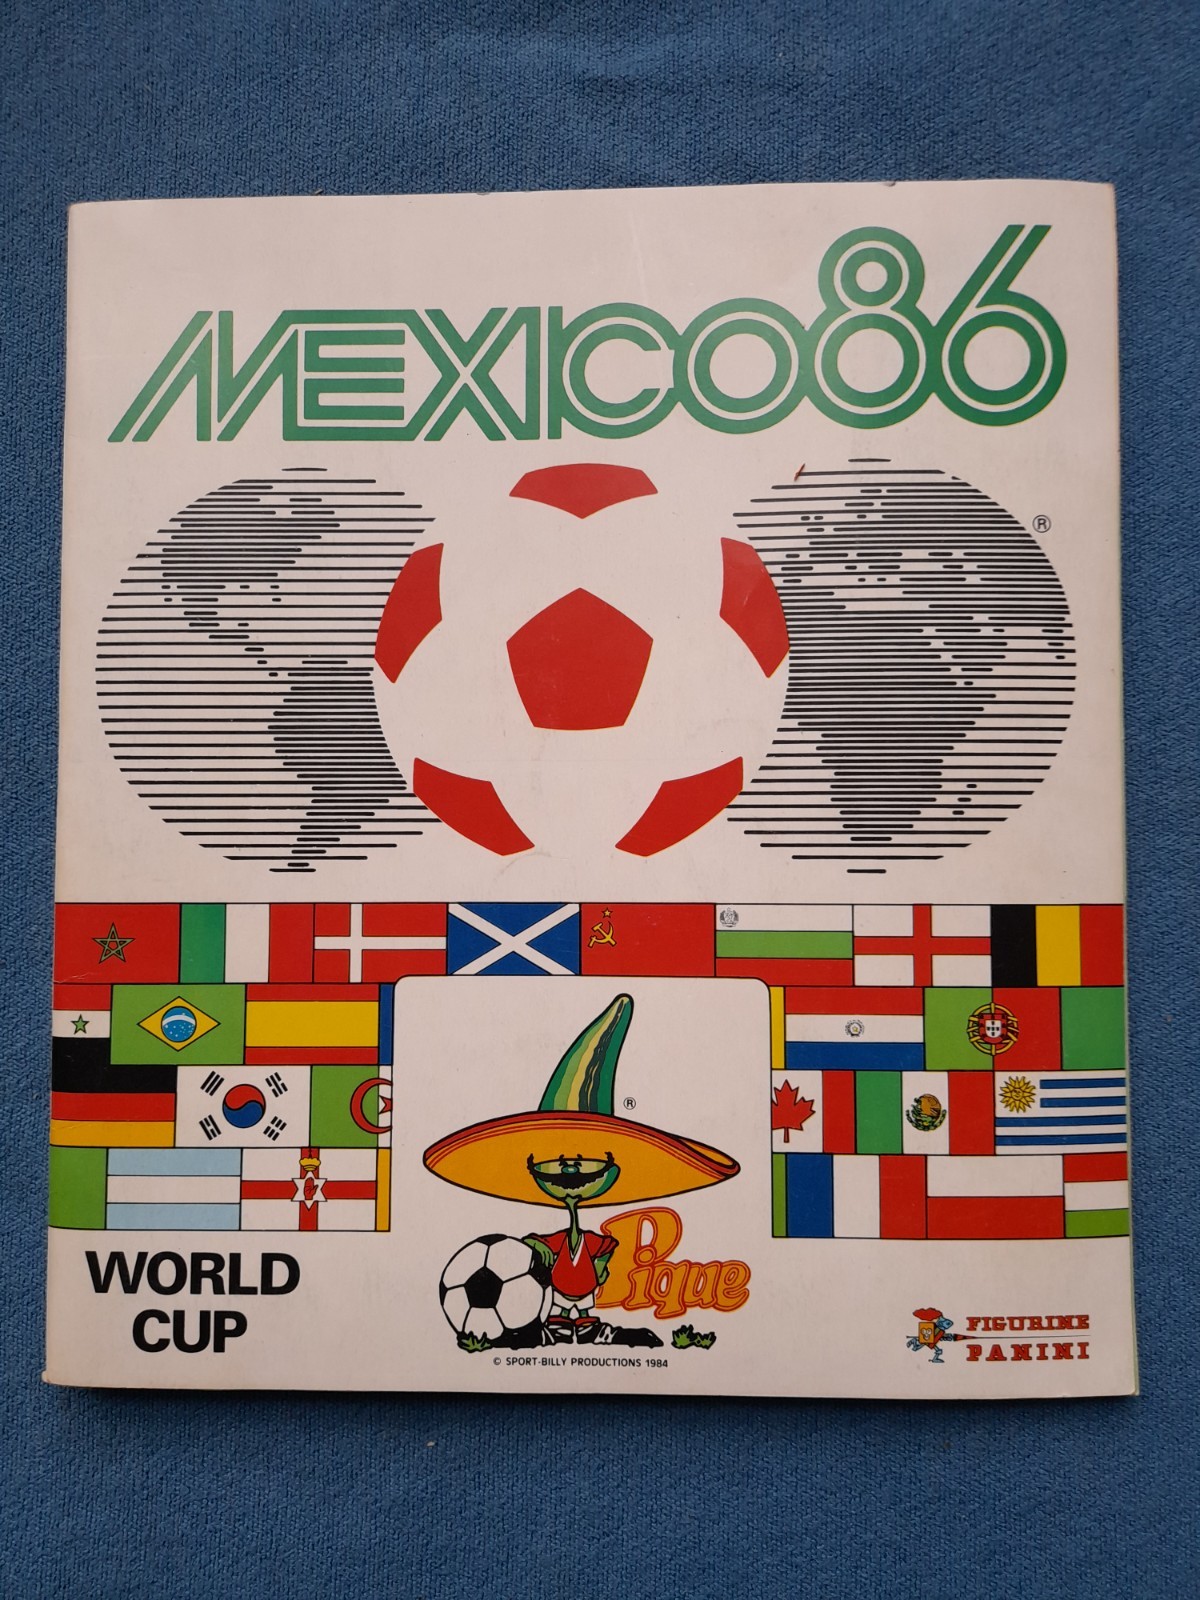 MEXICO86
®
®
Pique
WORLD
CUP
© SPORT-BILLY PRODUCTIONS 1984
FIGURINE
PANINI